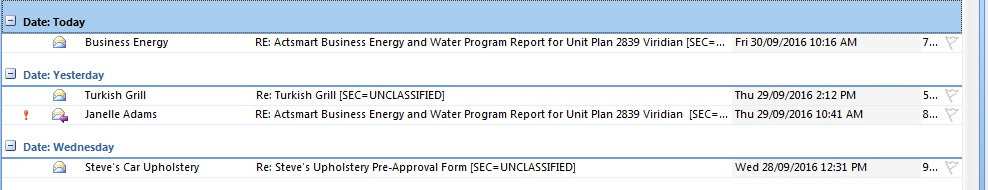 Date: Today
Business Energy RE: Actsmart Business Energy and Water Program Report for Unit Plan 2839 Viridian [SEC=... Fri 30/09/2016 10:16 AM 7...
Date: Yesterday
Turkish Grill Re: Turkish Grill [SEC=UNCLASSIFIED] Thu 29/09/2016 2:12 PM 5...
! Janelle Adams RE: Actsmart Business Energy and Water Program Report for Unit Plan 2839 Viridian [SEC=... Thu 29/09/2016 10:41 AM 8...
Date: Wednesday
Steve's Car Upholstery Re: Steve's Upholstery Pre-Approval Form [SEC=UNCLASSIFIED] Wed 28/09/2016 12:31 PM 9...